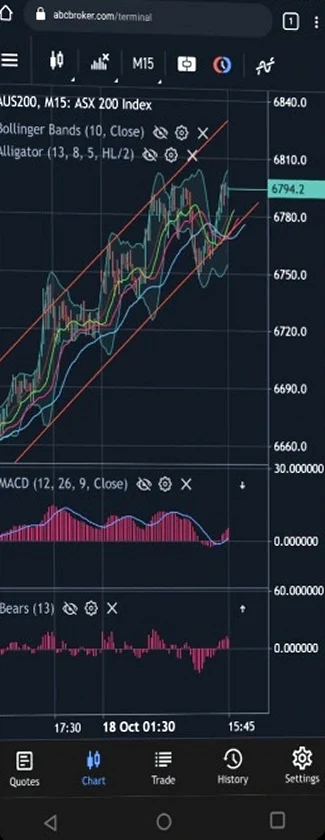 abcbroker.com/terminal
1
M15
AUS200, M15: ASX 200 Index
Bollinger Bands (10, Close)
Alligator (13, 8, 5, HL/2)
6840.0
6810.0
6794.2
6780.0
6750.0
6720.0
6690.0
6660.0
30.000000
MACD (12, 26, 9, Close)
0.000000
60.000000
Bears (13)
0.000000
17:30
18 Oct 01:30
15:45
Quotes
Chart
Trade
History
Settings